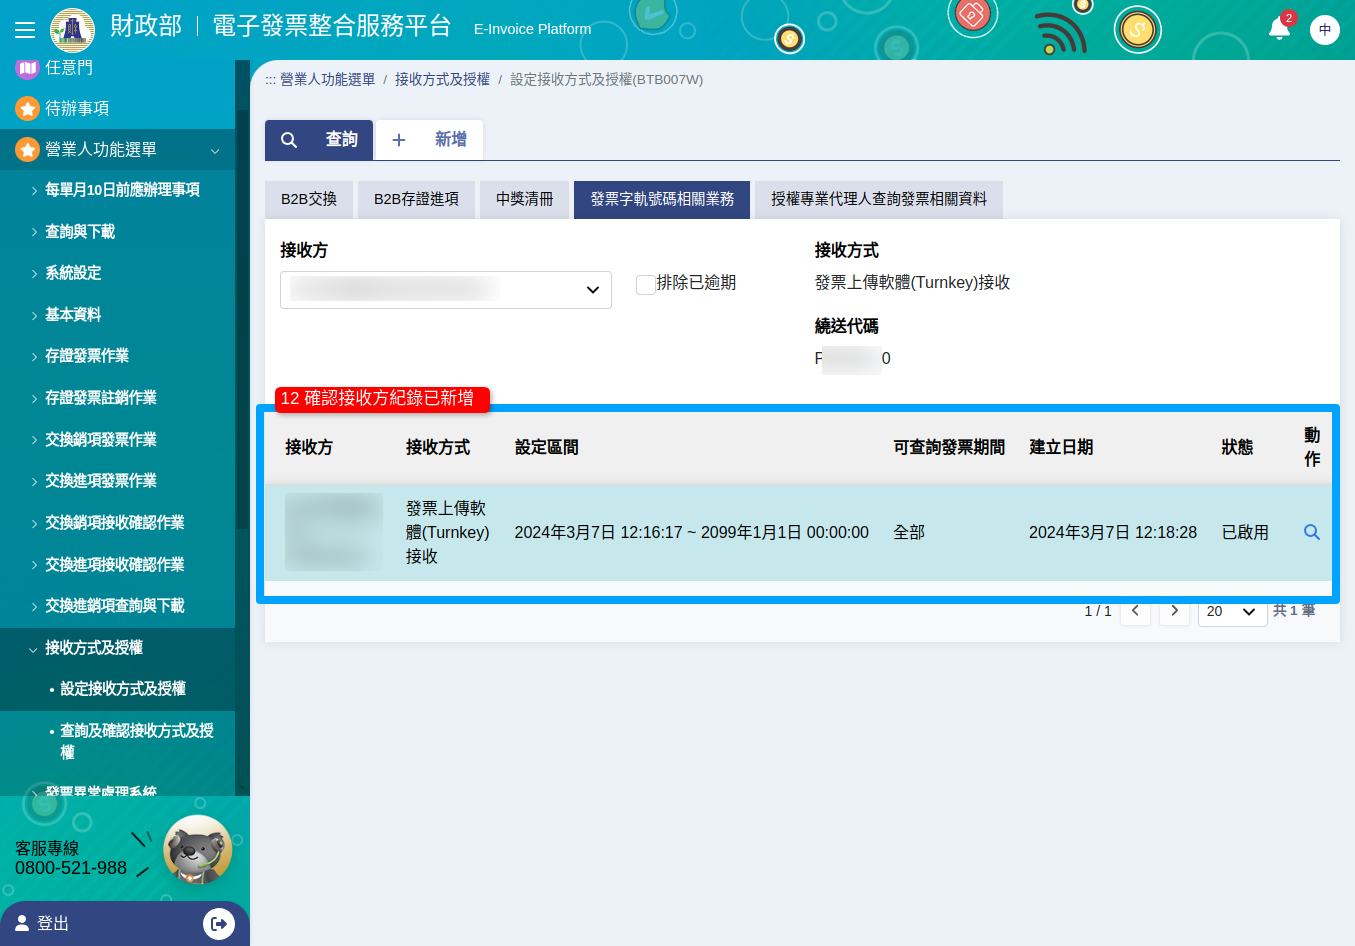 財政部 電子發票整合服務平台 E-Invoice Platform
2
中
任意門
待辦事項
營業人功能選單
每單月10日前應辦理事項
查詢與下載
系統設定
基本資料
存證發票作業
存證發票註銷作業
交換銷項發票作業
交換進項發票作業
交換銷項接收確認作業
交換進項接收確認作業
交換進銷項查詢與下載
接收方式及授權
• 設定接收方式及授權
• 查詢及確認接收方式及授
權
發票異常處理系統
客服專線
0800-521-988
登出
::: 營業人功能選單 / 接收方式及授權 / 設定接收方式及授權(BTB007W)
查詢 新增
B2B交換 B2B存證進項 中獎清冊 發票字軌號碼相關業務 授權專業代理人查詢發票相關資料
接收方 接收方式
排除已逾期 發票上傳軟體(Turnkey)接收
繞送代碼
12 確認接收方紀錄已新增
接收方 接收方式 設定區間 可查詢發票期間 建立日期 狀態 動
作
發票上傳軟
體(Turnkey) 2024年3月7日 12:16:17 ~ 2099年1月1日 00:00:00 全部 2024年3月7日 12:18:28 已啟用
接收
1 / 1 20 共 1 筆